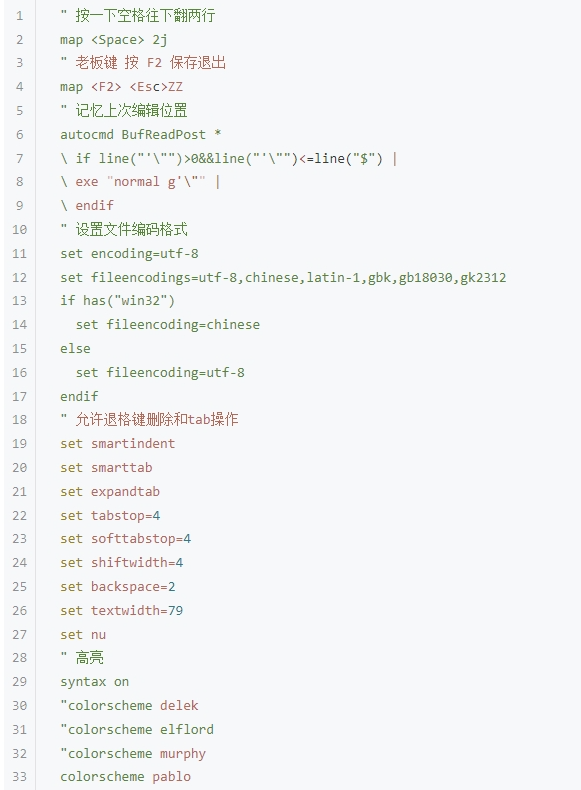 1 " 按一下空格往下翻两行
2 map <Space> 2j
3 " 老板键 按 F2 保存退出
4 map <F2> <Esc>ZZ
5 " 记忆上次编辑位置
6 autocmd BufReadPost *
7 \ if line("'\"")>0&&line("'\"")<=line("$") |
8 \ exe "normal g'\"" |
9 \ endif
10 " 设置文件编码格式
11 set encoding=utf-8
12 set fileencodings=utf-8,chinese,latin-1,gbk,gb18030,gk2312
13 if has("win32")
14   set fileencoding=chinese
15 else
16   set fileencoding=utf-8
17 endif
18 " 允许退格键删除和tab操作
19 set smartindent
20 set smarttab
21 set expandtab
22 set tabstop=4
23 set softtabstop=4
24 set shiftwidth=4
25 set backspace=2
26 set textwidth=79
27 set nu
28 " 高亮
29 syntax on
30 "colorscheme delek
31 "colorscheme elflord
32 "colorscheme murphy
33 colorscheme pablo